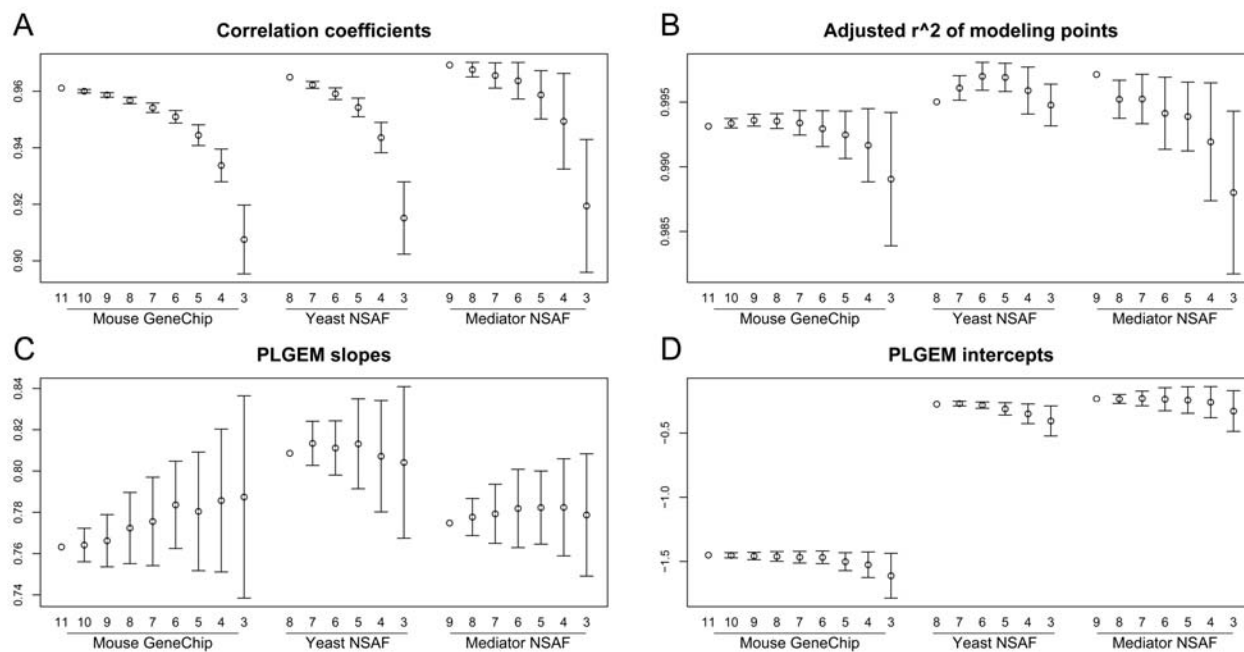 A
Correlation coefficients
0.96
0.94
0.92
0.90
11 10 9 8 7 6 5 4 3 8 7 6 5 4 3 9 8 7 6 5 4 3
Mouse GeneChip Yeast NSAF Mediator NSAF
B
Adjusted r^2 of modeling points
0.995
0.990
0.985
11 10 9 8 7 6 5 4 3 8 7 6 5 4 3 9 8 7 6 5 4 3
Mouse GeneChip Yeast NSAF Mediator NSAF
C
PLGEM slopes
0.84
0.82
0.80
0.78
0.76
0.74
11 10 9 8 7 6 5 4 3 8 7 6 5 4 3 9 8 7 6 5 4 3
Mouse GeneChip Yeast NSAF Mediator NSAF
D
PLGEM intercepts
−0.5
−1.0
−1.5
11 10 9 8 7 6 5 4 3 8 7 6 5 4 3 9 8 7 6 5 4 3
Mouse GeneChip Yeast NSAF Mediator NSAF